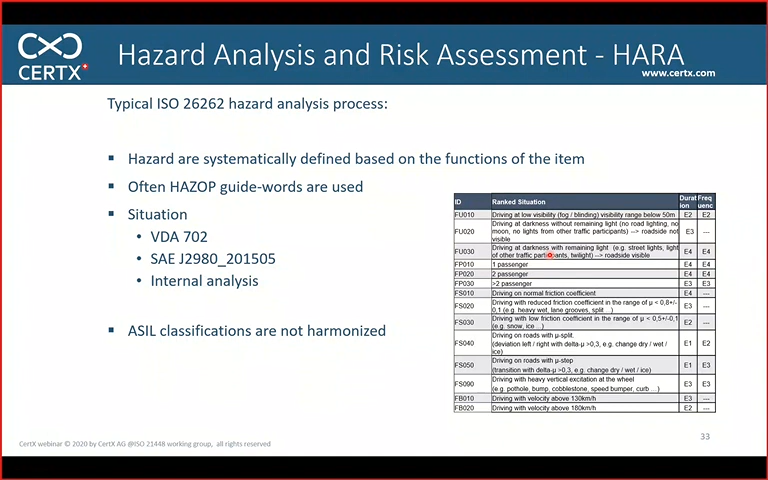 CERTX
Hazard Analysis and Risk Assessment - HARA
www.certx.com
Typical ISO 26262 hazard analysis process:
▪ Hazard are systematically defined based on the functions of the item
▪ Often HAZOP guide-words are used
▪ Situation
• VDA 702
• SAE J2980_201505
• Internal analysis
▪ ASIL classifications are not harmonized
ID Ranked Situation Durat ion Freq uenc
FU010 Driving at low visibility (fog / blinding) visibility range below 50m E2 E2
FU020 Driving at darkness without remaining light (no road lighting, no
moon, no lights from other traffic participants) --> roadside not
visible E3 ---
FU030 Driving at darkness with remaining light (e.g. street lights, light
of other traffic participants, twilight) --> roadside visible E4 E4
FP010 1 passenger E4 E4
FP020 2 passenger E4 E4
FP030 >2 passenger E3 E3
FS010 Driving on normal friction coefficient E4 ---
FS020 Driving with reduced friction coefficient in the range of μ < 0,8+/-
0,1 (e.g. heavy wet, lane grooves, split ...) E3 ---
FS030 Driving with low friction coefficient in the range of μ < 0,5+/-0,1
(e.g. snow, ice ...) E2 ---
FS040 Driving on roads with μ-split.
(deviation left / right with delta-μ >0,3, e.g. change dry / wet /
ice) E1 E2
FS050 Driving on roads with μ-step
(transition with delta-μ >0,3, e.g. change dry / wet / ice) E1 E3
FS090 Driving with heavy vertical excitation at the wheel
(e.g. pothole, bump, cobblestone, speed bumper, curb ...) E3 E3
FB010 Driving with velocity above 130km/h E3 ---
FB020 Driving with velocity above 180km/h E2 ---
CertX webinar © 2020 by CertX AG @ISO 21448 working group, all rights reserved
33